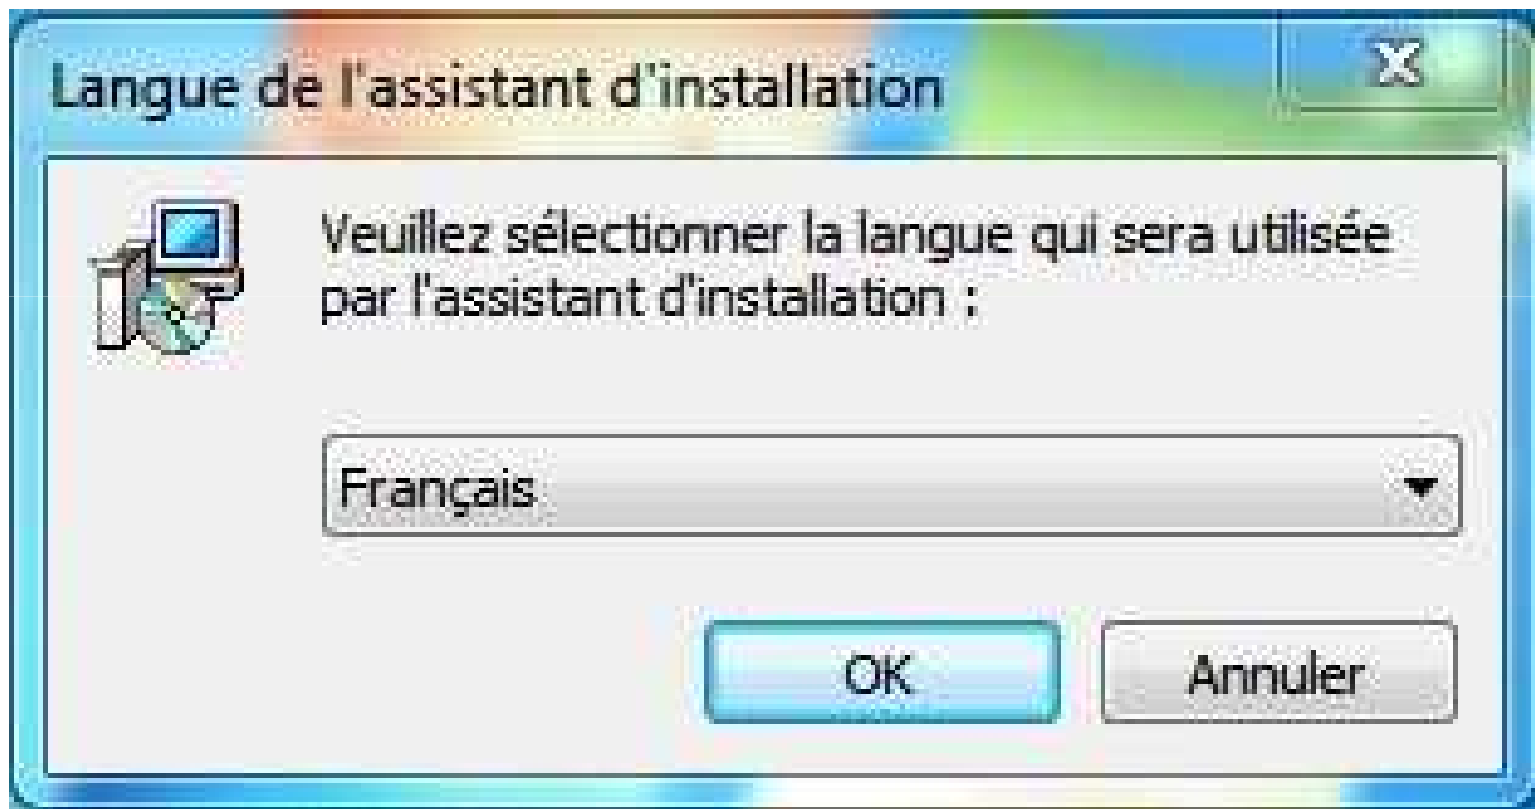 Langue de l'assistant d'installation
Veuillez sélectionner la langue qui sera utilisée
par l'assistant d'installation :
Français
OK
Annuler